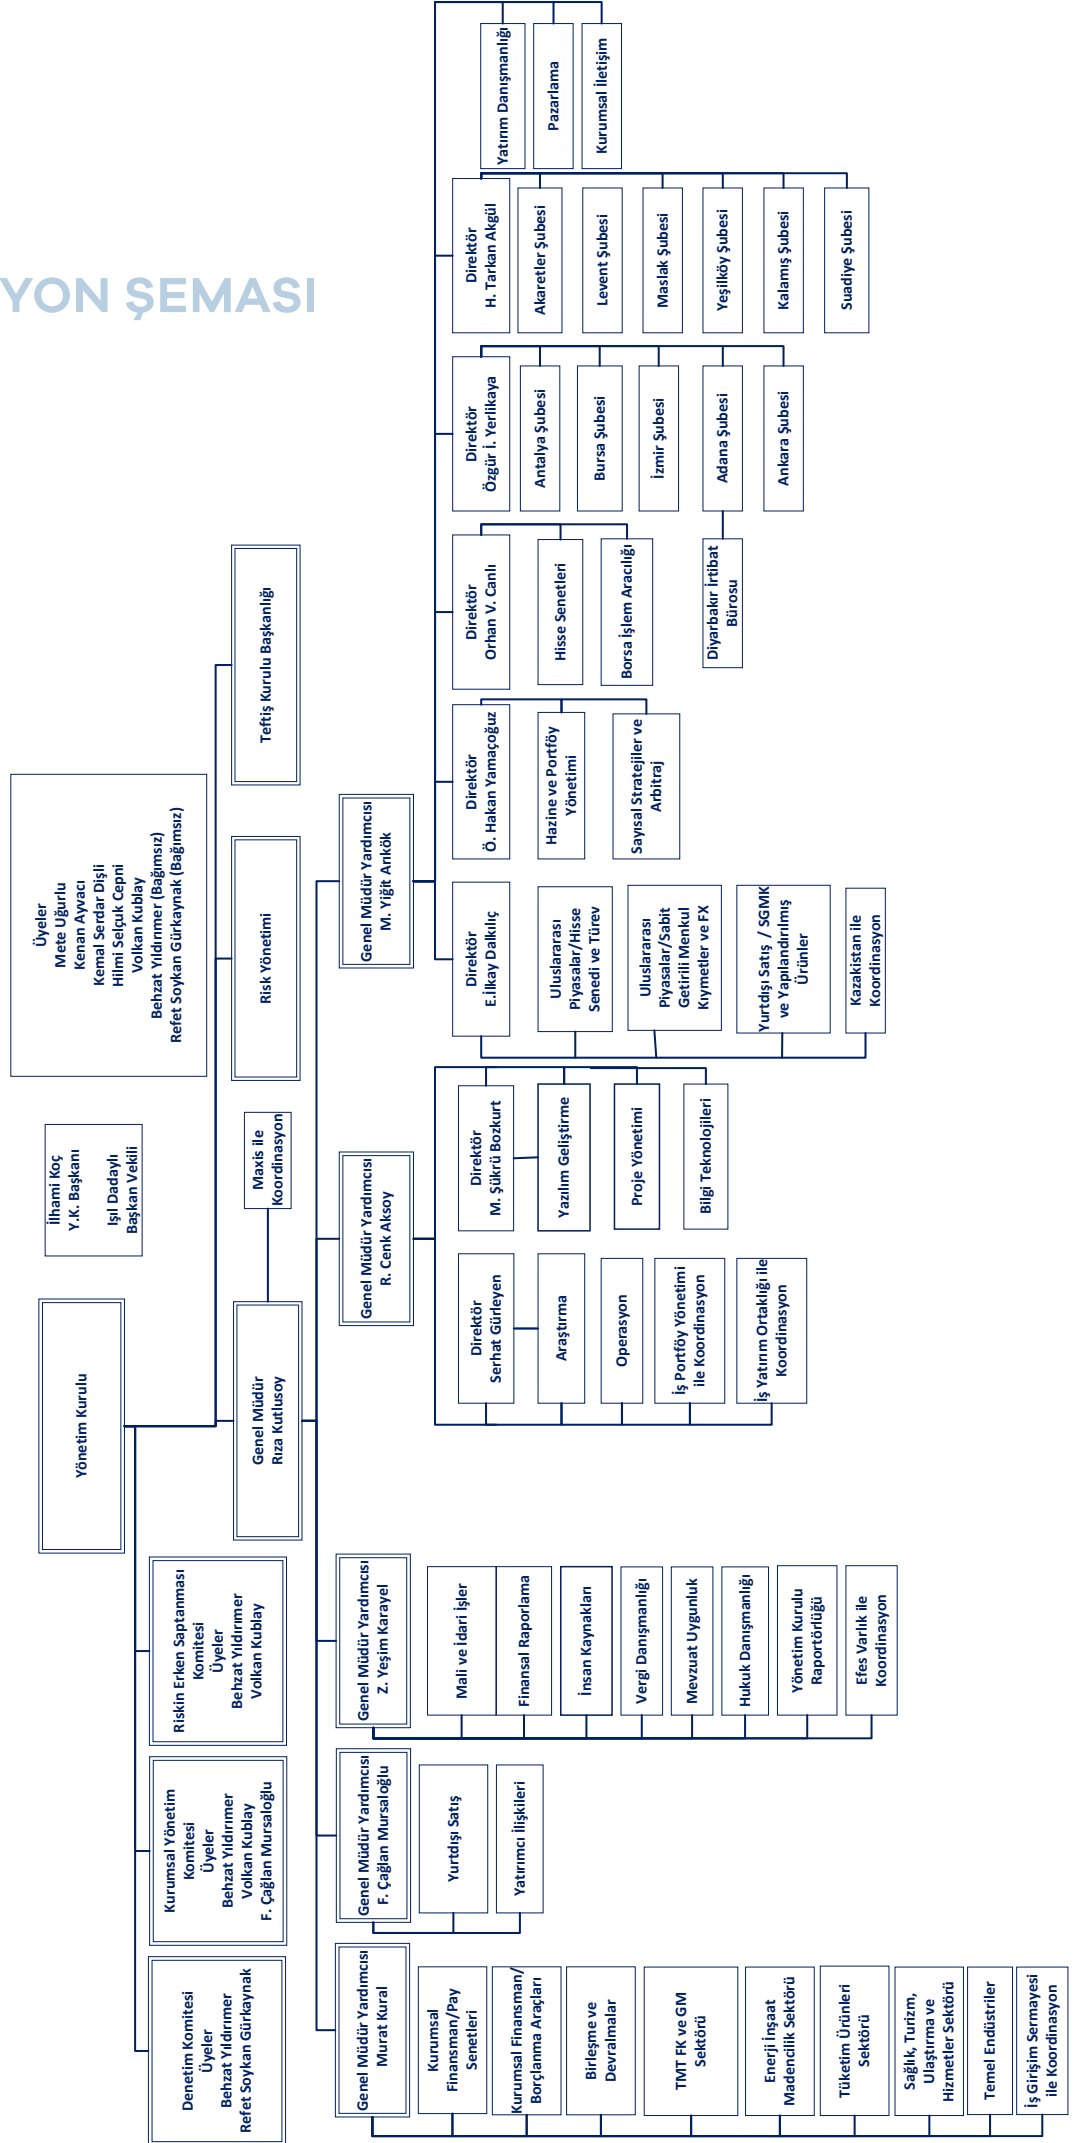 YON ŞEMASI
Yönetim Kurulu
İlhami Koç
Y.K. Başkanı
Işıl Dadaylı
Başkan Vekili
Üyeler
Mete Uğurlu
Kenan Ayvacı
Kemal Serdar Dişli
Hilmi Selçuk Cepni
Volkan Kublay
Behzat Yıldırımer (Bağımsız)
Refet Soykan Gürkaynak (Bağımsız)
Denetim Komitesi
Üyeler
Behzat Yıldırımer
Refet Soykan Gürkaynak
Kurumsal Yönetim
Komitesi
Üyeler
Behzat Yıldırımer
Volkan Kublay
F. Çağlan Mursaloğlu
Riskin Erken Saptanması
Komitesi
Üyeler
Behzat Yıldırımer
Volkan Kublay
Genel Müdür
Rıza Kutlusoy
Maxis ile
Koordinasyon
Risk Yönetimi
Teftiş Kurulu Başkanlığı
Genel Müdür Yardımcısı
Murat Kural
Kurumsal
Finansman/Pay
Senetleri
Kurumsal Finansman/
Borçlanma Araçları
Birleşme ve
Devralmalar
TMT FK ve GM
Sektörü
Enerji İnşaat
Madencilik Sektörü
Tüketim Ürünleri
Sektörü
Sağlık, Turizm,
Ulaştırma ve
Hizmetler Sektörü
Temel Endüstriler
İş Girişim Sermayesi
ile Koordinasyon
Genel Müdür Yardımcısı
F. Çağlan Mursaloğlu
Yurtdışı Satış
Yatırımcı İlişkileri
Genel Müdür Yardımcısı
Z. Yeşim Karayel
Mali ve İdari İşler
Finansal Raporlama
İnsan Kaynakları
Vergi Danışmanlığı
Mevzuat Uygunluk
Hukuk Danışmanlığı
Yönetim Kurulu
Raportörlüğü
Efes Varlık ile
Koordinasyon
Genel Müdür Yardımcısı
R. Cenk Aksoy
Direktör
Serhat Gürleyen
Araştırma
Operasyon
İş Portföy Yönetimi
ile Koordinasyon
İş Yatırım Ortaklığı ile
Koordinasyon
Direktör
M. Şükrü Bozkurt
Yazılım Geliştirme
Proje Yönetimi
Bilgi Teknolojileri
Genel Müdür Yardımcısı
M. Yiğit Arıkök
Direktör
E.İlkay Dalkılıç
Uluslararası
Piyasalar/Hisse
Senedi ve Türev
Uluslararası
Piyasalar/Sabit
Getirili Menkul
Kıymetler ve FX
Yurtdışı Satış / SGMK
ve Yapılandırılmış
Ürünler
Kazakistan ile
Koordinasyon
Direktör
Ö. Hakan Yamaçoğuz
Hazine ve Portföy
Yönetimi
Sayısal Stratejiler ve
Arbitraj
Direktör
Orhan V. Canlı
Hisse Senetleri
Borsa İşlem Aracılığı
Direktör
Özgür İ. Yerlikaya
Antalya Şubesi
Bursa Şubesi
İzmir Şubesi
Adana Şubesi
Ankara Şubesi
Diyarbakır İrtibat
Bürosu
Direktör
H. Tarkan Akgül
Akaretler Şubesi
Levent Şubesi
Maslak Şubesi
Yeşilköy Şubesi
Kalamış Şubesi
Suadiye Şubesi
Yatırım Danışmanlığı
Pazarlama
Kurumsal İletişim